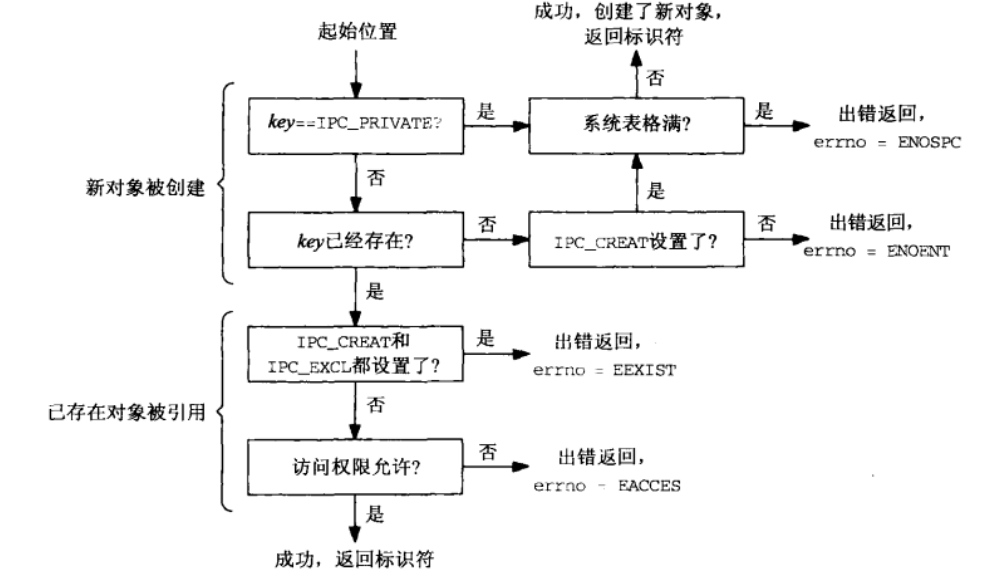 成功，创建了新对象，
返回标识符
起始位置
否
key==IPC_PRIVATE?
是
系统表格满?
是
出错返回，
errno = ENOSPC
新对象被创建
否
是
key已经存在?
否
IPC_CREAT设置了?
否
出错返回，
errno = ENOENT
是
IPC_CREAT和
IPC_EXCL都设置了?
是
出错返回，
errno = EEXIST
已存在对象被引用
否
访问权限允许?
否
出错返回，
errno = EACCES
是
成功，返回标识符